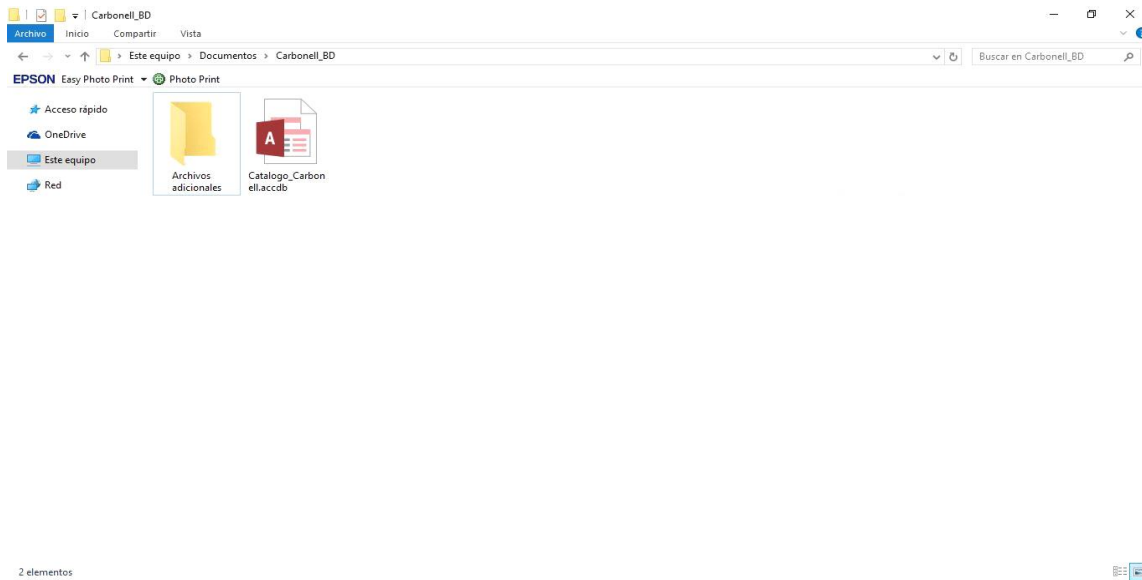 Carbonell_BD
Archivo Inicio Compartir Vista
Este equipo > Documentos > Carbonell_BD
Buscar en Carbonell_BD
EPSON Easy Photo Print Photo Print
Acceso rápido
OneDrive
Este equipo
Red
Archivos
adicionales
Catalogo_Carbon
ell.accdb
A
2 elementos